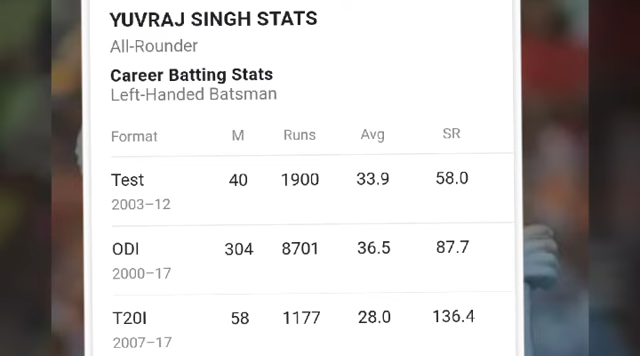 YUVRAJ SINGH STATS
All-Rounder
Career Batting Stats
Left-Handed Batsman
Format M Runs Avg SR
Test 40 1900 33.9 58.0
2003–12
ODI 304 8701 36.5 87.7
2000–17
T20I 58 1177 28.0 136.4
2007–17